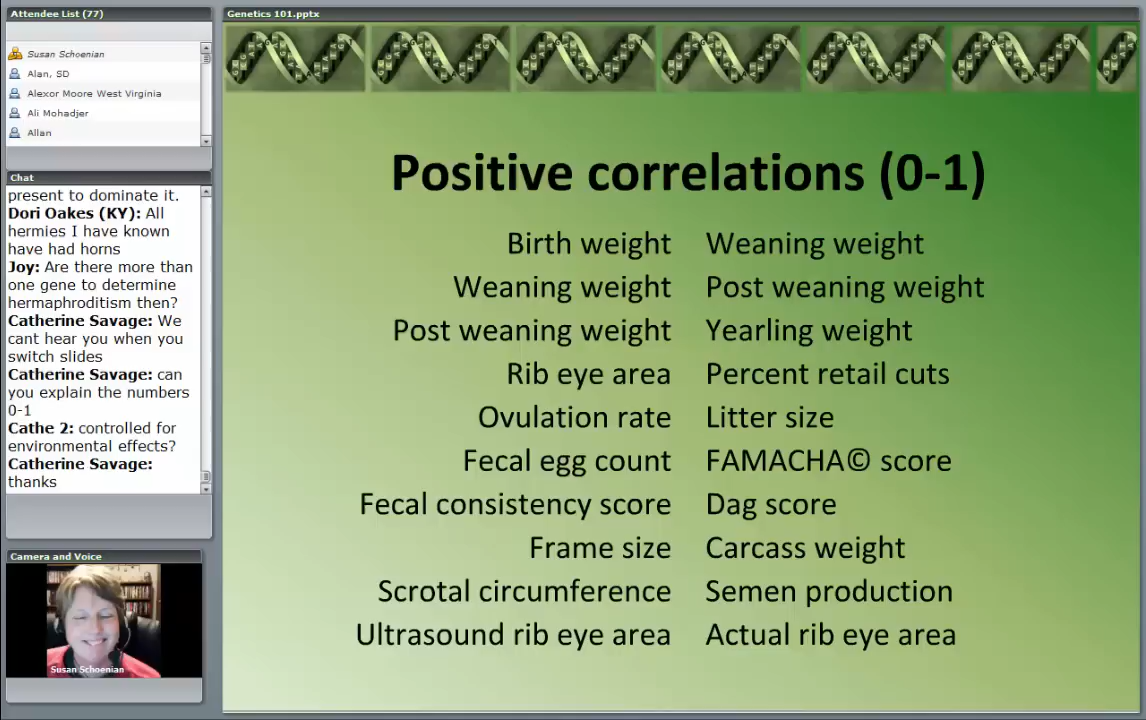 Attendee List (77)
Susan Schoenian
Alan, SD
Alexor Moore West Virginia
Ali Mohadjer
Allan
Chat
present to dominate it.
Dori Oakes (KY): All
hermies I have known
have had horns
Joy: Are there more than
one gene to determine
hermaphroditism then?
Catherine Savage: We
cant hear you when you
switch slides
Catherine Savage: can
you explain the numbers
0-1
Cathe 2: controlled for
environmental effects?
Catherine Savage:
thanks
Camera and Voice
Susan Schoenian
Genetics 101.pptx
Positive correlations (0-1)
Birth weight Weaning weight
Weaning weight Post weaning weight
Post weaning weight Yearling weight
Rib eye area Percent retail cuts
Ovulation rate Litter size
Fecal egg count FAMACHA© score
Fecal consistency score Dag score
Frame size Carcass weight
Scrotal circumference Semen production
Ultrasound rib eye area Actual rib eye area